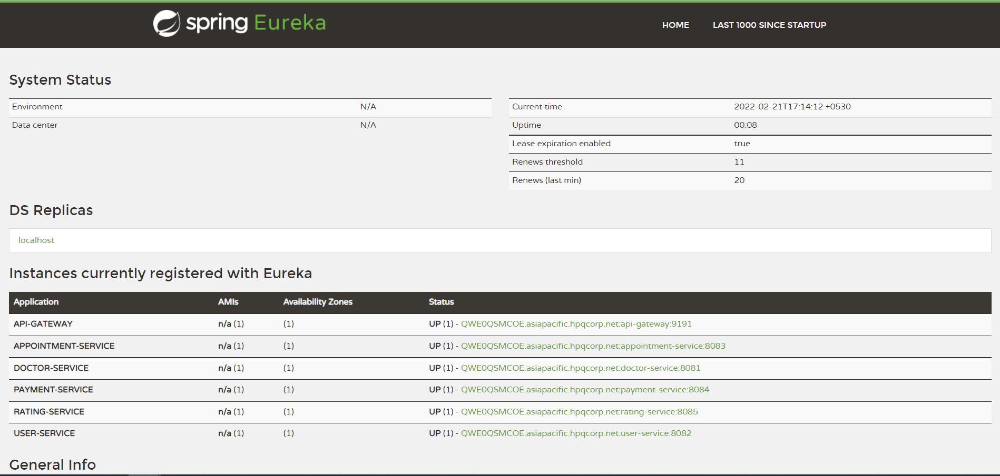 spring Eureka
HOME LAST 1000 SINCE STARTUP
System Status
Environment N/A
Data center N/A
Current time 2022-02-21T17:14:12 +0530
Uptime 00:08
Lease expiration enabled true
Renews threshold 11
Renews (last min) 20
DS Replicas
localhost
Instances currently registered with Eureka
Application AMIs Availability Zones Status
API-GATEWAY n/a (1) (1) UP (1) - QWE0QSMCOE.asiapacific.hpqcorp.net:api-gateway:9191
APPOINTMENT-SERVICE n/a (1) (1) UP (1) - QWE0QSMCOE.asiapacific.hpqcorp.net:appointment-service:8083
DOCTOR-SERVICE n/a (1) (1) UP (1) - QWE0QSMCOE.asiapacific.hpqcorp.net:doctor-service:8081
PAYMENT-SERVICE n/a (1) (1) UP (1) - QWE0QSMCOE.asiapacific.hpqcorp.net:payment-service:8084
RATING-SERVICE n/a (1) (1) UP (1) - QWE0QSMCOE.asiapacific.hpqcorp.net:rating-service:8085
USER-SERVICE n/a (1) (1) UP (1) - QWE0QSMCOE.asiapacific.hpqcorp.net:user-service:8082
General Info